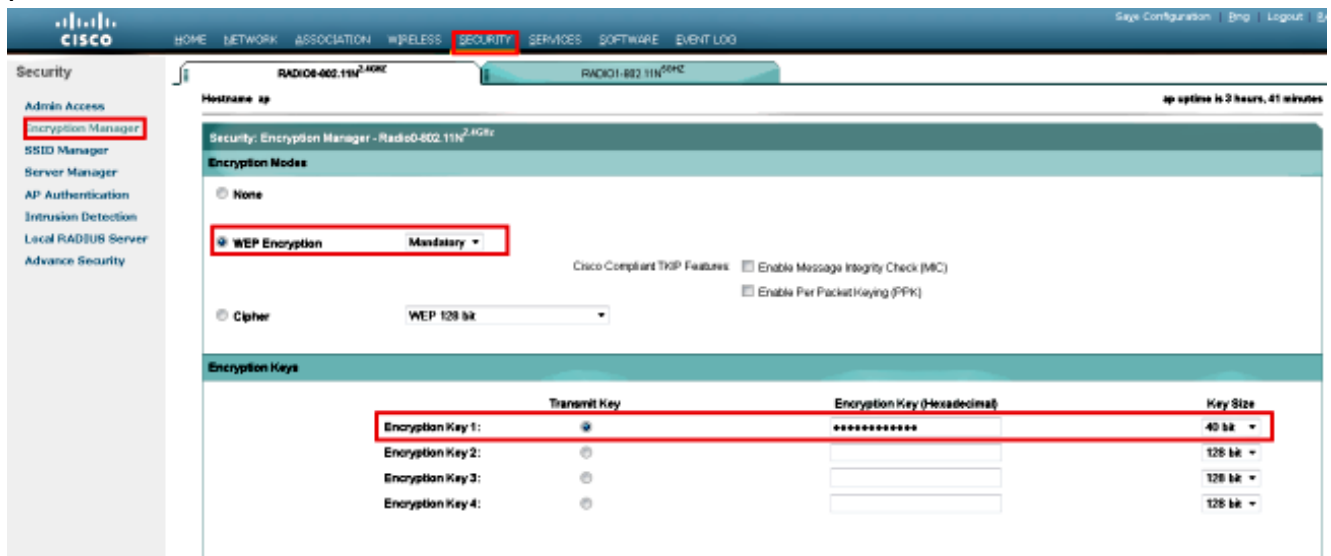 Save Configuration | Ping | Logout |
CISCO
HOME NETWORK ASSOCIATION WIRELESS SECURITY SERVICES SOFTWARE EVENT LOG
Security
RADIO0-802.11N2.4GHZ
RADIO1-802.11N5GHZ
Hostname ap
ap uptime is 3 hours, 41 minutes
Admin Access
Encryption Manager
SSID Manager
Server Manager
AP Authentication
Intrusion Detection
Local RADIUS Server
Advance Security
Security: Encryption Manager - Radio0-802.11N2.4GHz
Encryption Modes
None
WEP Encryption Mandatory
Cisco Compliant TKIP Features: Enable Message Integrity Check (MIC)
Enable Per Packet Keying (PPK)
Cipher WEP 128 bit
Encryption Keys
Transmit Key Encryption Key (Hexadecimal) Key Size
Encryption Key 1: ************ 40 bit
Encryption Key 2: 128 bit
Encryption Key 3: 128 bit
Encryption Key 4: 128 bit